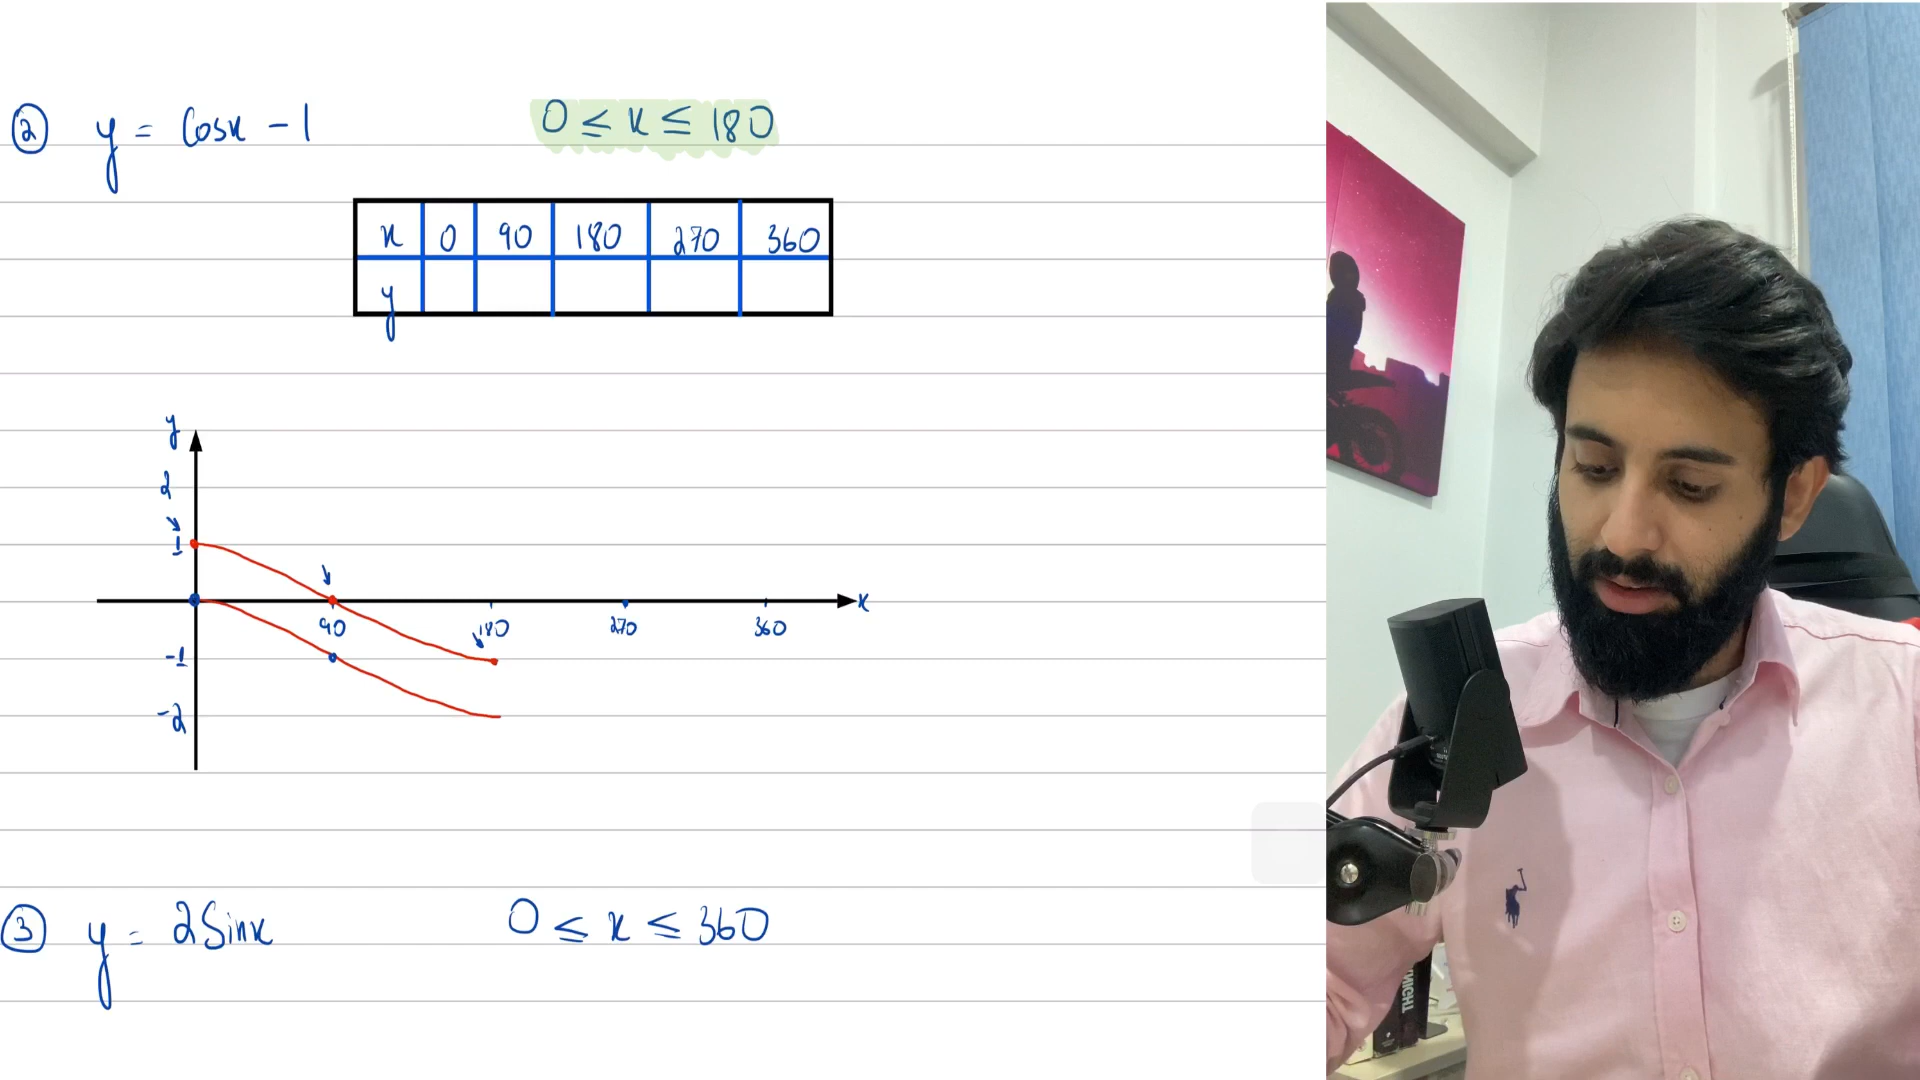 ② y = Cosx - 1 0 ≤ x ≤ 180
x 0 90 180 270 360
y
y
2
1
90 180 270 360 x
-1
-2
③ y = 2Sinx 0 ≤ x ≤ 360